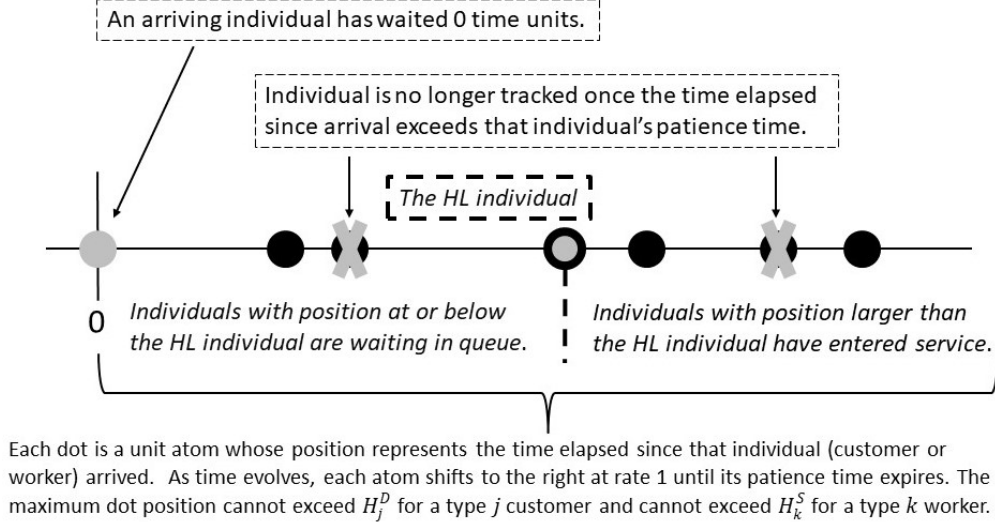 An arriving individual has waited 0 time units.
Individual is no longer tracked once the time elapsed
since arrival exceeds that individual's patience time.
The HL individual
0
Individuals with position at or below
the HL individual are waiting in queue.
Individuals with position larger than
the HL individual have entered service.
Each dot is a unit atom whose position represents the time elapsed since that individual (customer or
worker) arrived.  As time evolves, each atom shifts to the right at rate 1 until its patience time expires. The
maximum dot position cannot exceed $H_j^D$ for a type $j$ customer and cannot exceed $H_k^S$ for a type $k$ worker.